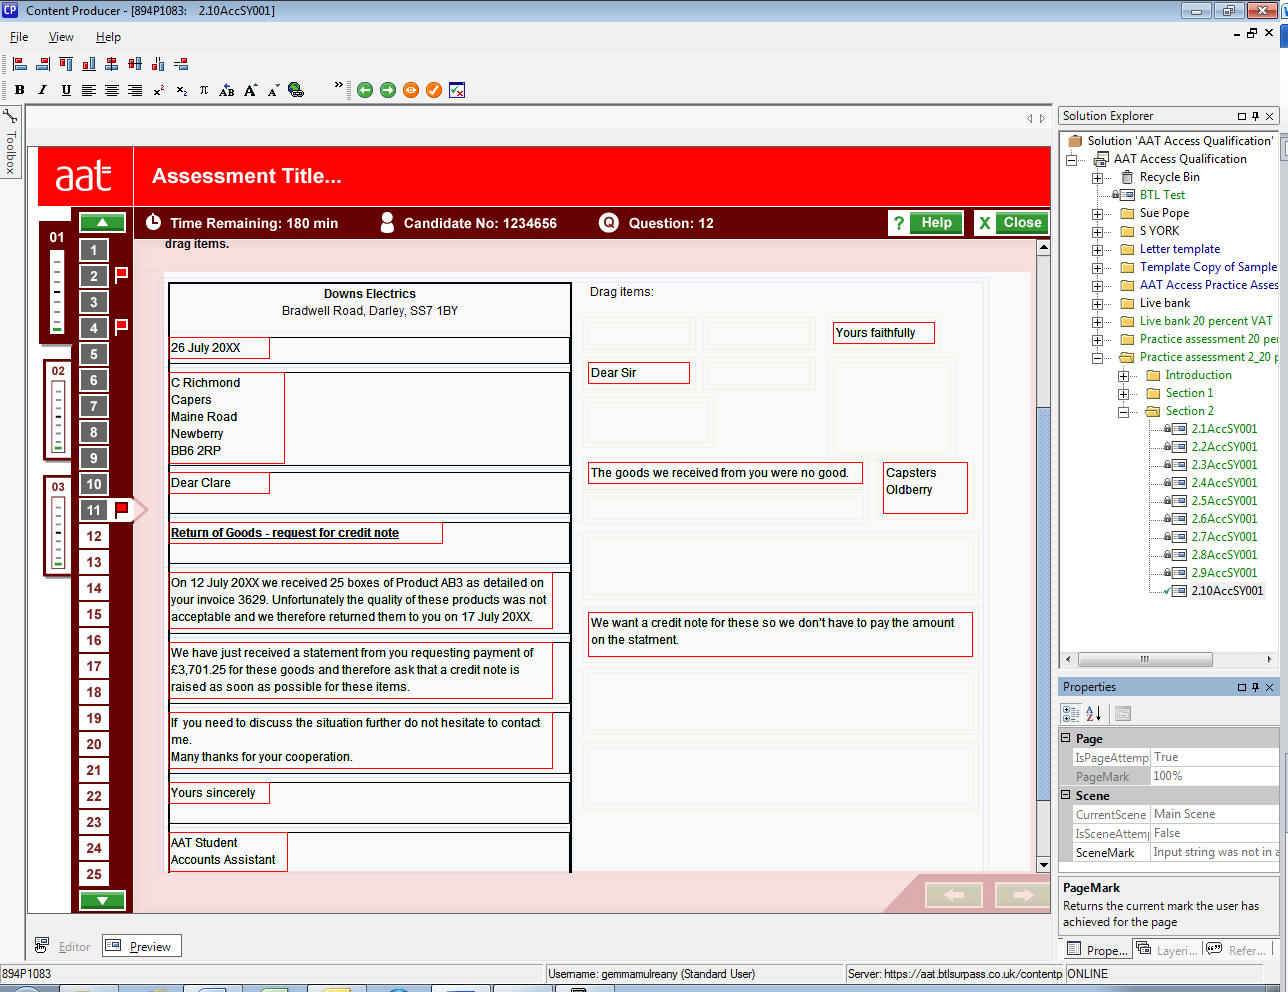 Content Producer - [894P1083:    2.10AccSY001]
File View Help
B I U
Toolbox
Solution Explorer
Solution 'AAT Access Qualification'
AAT Access Qualification
Recycle Bin
BTL Test
Sue Pope
S YORK
Letter template
Template Copy of Sample
AAT Access Practice Asses
Live bank
Live bank 20 percent VAT
Practice assessment 20 per
Practice assessment 2_20 p
Introduction
Section 1
Section 2
2.1AccSY001
2.2AccSY001
2.3AccSY001
2.4AccSY001
2.5AccSY001
2.6AccSY001
2.7AccSY001
2.8AccSY001
2.9AccSY001
2.10AccSY001
aat
Assessment Title...
Time Remaining: 180 min
Candidate No: 1234656
Question: 12
? Help
X Close
01
02
03
1
2
3
4
5
6
7
8
9
10
11
12
13
14
15
16
17
18
19
20
21
22
23
24
25
drag items.
Downs Electrics
Bradwell Road, Darley, SS7 1BY
26 July 20XX
C Richmond
Capers
Maine Road
Newberry
BB6 2RP
Dear Clare
Return of Goods - request for credit note
On 12 July 20XX we received 25 boxes of Product AB3 as detailed on
your invoice 3629. Unfortunately the quality of these products was not
acceptable and we therefore returned them to you on 17 July 20XX.
We have just received a statement from you requesting payment of
£3,701.25 for these goods and therefore ask that a credit note is
raised as soon as possible for these items.
If you need to discuss the situation further do not hesitate to contact
me.
Many thanks for your cooperation.
Yours sincerely
AAT Student
Accounts Assistant
Drag items:
Yours faithfully
Dear Sir
The goods we received from you were no good.
Capsters
Oldberry
We want a credit note for these so we don't have to pay the amount
on the statment.
Properties
Page
IsPageAttemp True
PageMark 100%
Scene
CurrentScene Main Scene
IsSceneAttem False
SceneMark Input string was not in a
PageMark
Returns the current mark the user has
achieved for the page
Prope... Layeri... Refer...
Editor Preview
894P1083
Username: gemmamulreany (Standard User)
Server: https://aat.btlsurpass.co.uk/contentp
ONLINE